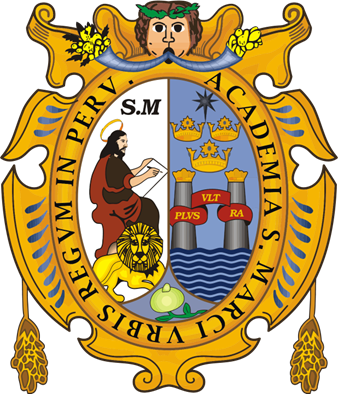 ACADEMIA S. MARCI VRBIS REGVM IN PERV.
S.M
PLVS VLT RA